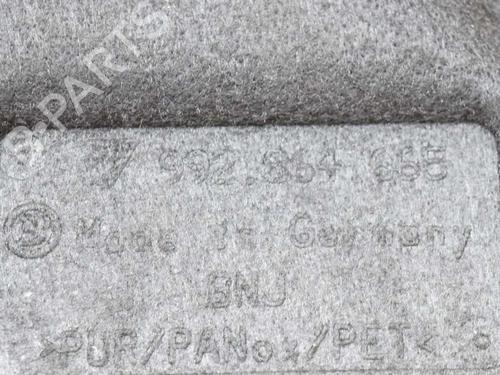 B-PARTS
992.864.665
Made in Germany
BNJ
>PUR/PANox/PET<